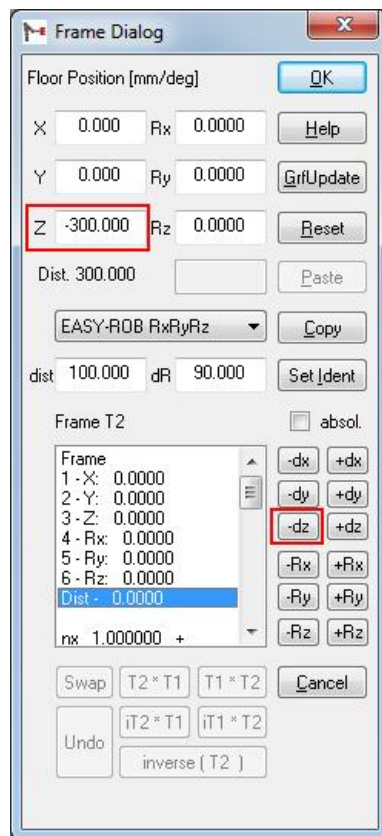 Frame Dialog
Floor Position [mm/deg] OK
X 0.000 Rx 0.0000 Help
Y 0.000 Ry 0.0000 GrfUpdate
Z -300.000 Rz 0.0000 Reset
Dist. 300.000 Paste
EASY-ROB RxRyRz Copy
dist 100.000 dR 90.000 Set Ident
Frame T2 absol.
Frame -dx +dx
1 - X: 0.0000
2 - Y: 0.0000 -dy +dy
3 - Z: 0.0000 -dz +dz
4 - Rx: 0.0000
5 - Ry: 0.0000 -Rx +Rx
6 - Rz: 0.0000
Dist - 0.0000 -Ry +Ry
nx 1.000000 + -Rz +Rz
Swap T2 * T1 T1 * T2 Cancel
Undo iT2 * T1 iT1 * T2
inverse ( T2 )